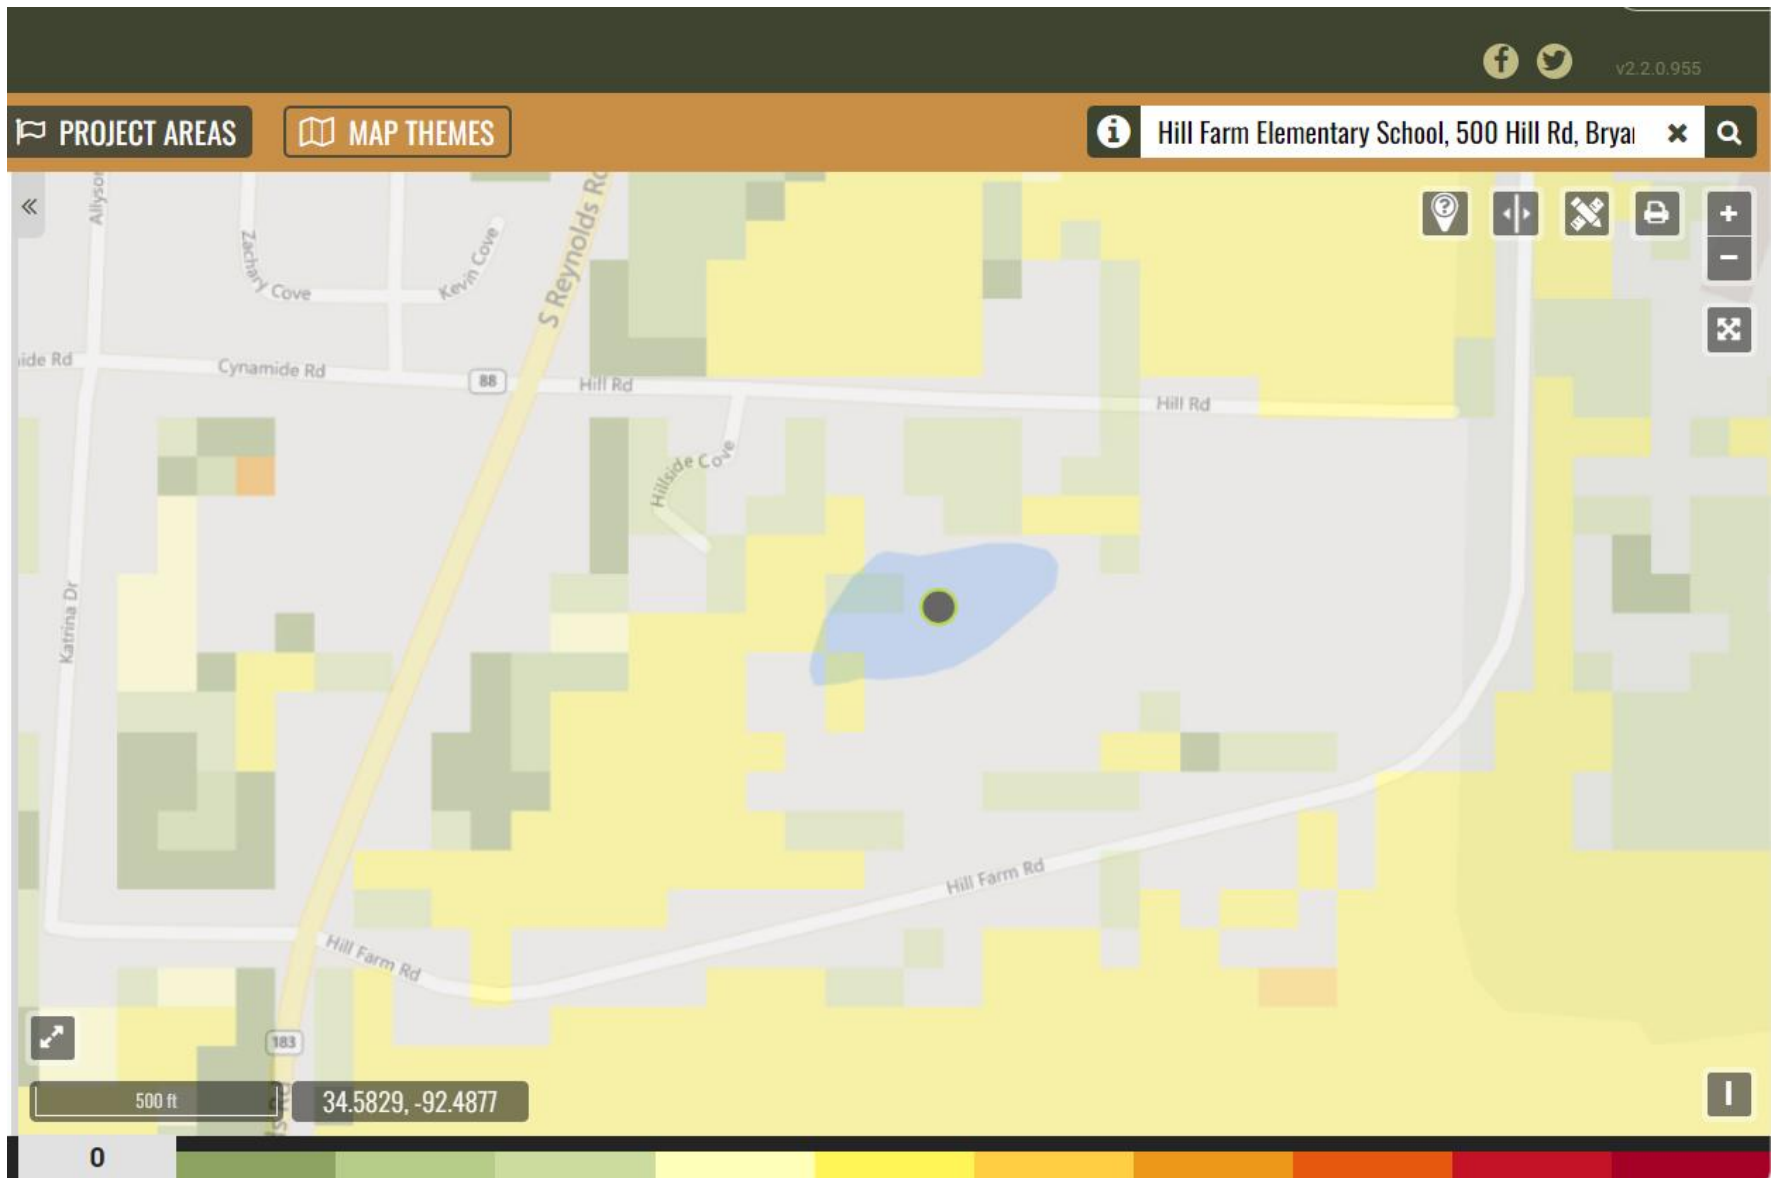 v2.2.0.955
PROJECT AREAS
MAP THEMES
Hill Farm Elementary School, 500 Hill Rd, Brya
Allyso
Zachary Cove
Kevin Cove
S Reynolds Rd
ide Rd
Cynamide Rd
88
Hill Rd
Hill Rd
Hillside Cove
Katrina Dr
Hill Farm Rd
Hill Farm Rd
183
500 ft
34.5829, -92.4877
0